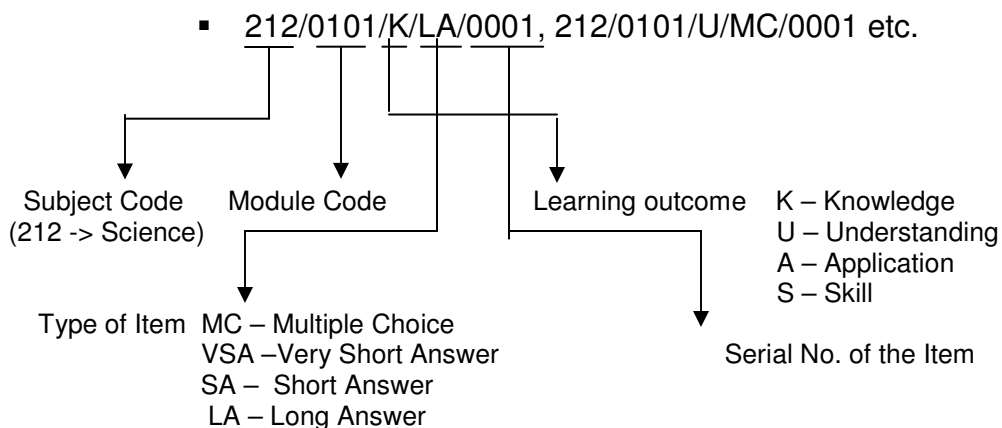 ▪ 212/0101/K/LA/0001, 212/0101/U/MC/0001 etc.
Subject Code Module Code Learning outcome K – Knowledge
(212 -> Science) U – Understanding
A – Application
S – Skill
Type of Item MC – Multiple Choice
VSA –Very Short Answer Serial No. of the Item
SA – Short Answer
LA – Long Answer